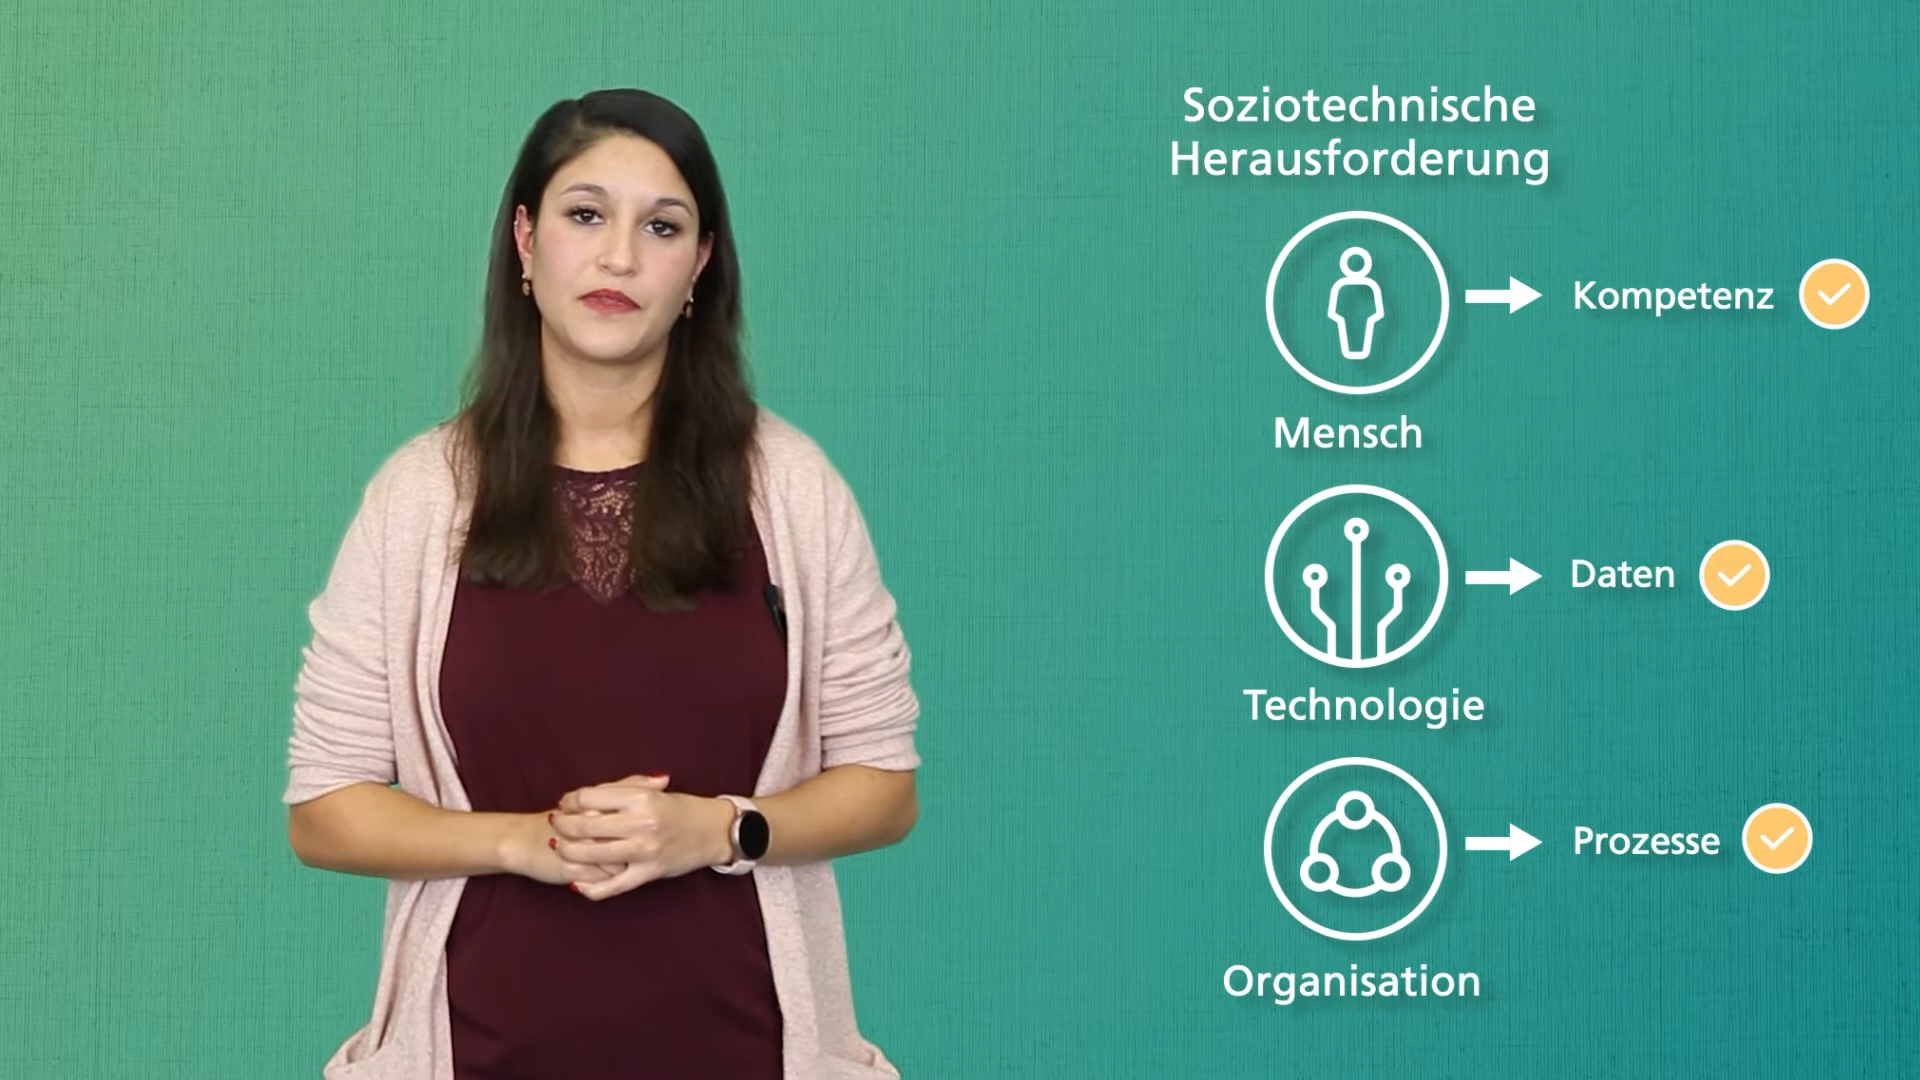 Soziotechnische
Herausforderung
Kompetenz
Mensch
Daten
Technologie
Prozesse
Organisation